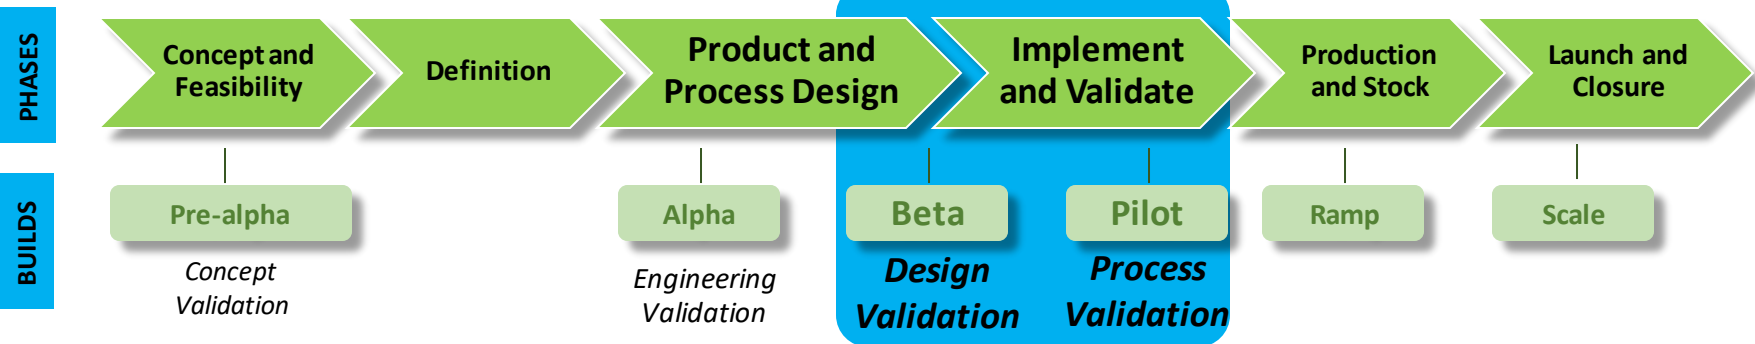 PHASES
Concept and
Feasibility
Definition
Product and
Process Design
Implement
and Validate
Production
and Stock
Launch and
Closure
BUILDS
Pre-alpha
Concept
Validation
Alpha
Engineering
Validation
Beta
Design
Validation
Pilot
Process
Validation
Ramp
Scale